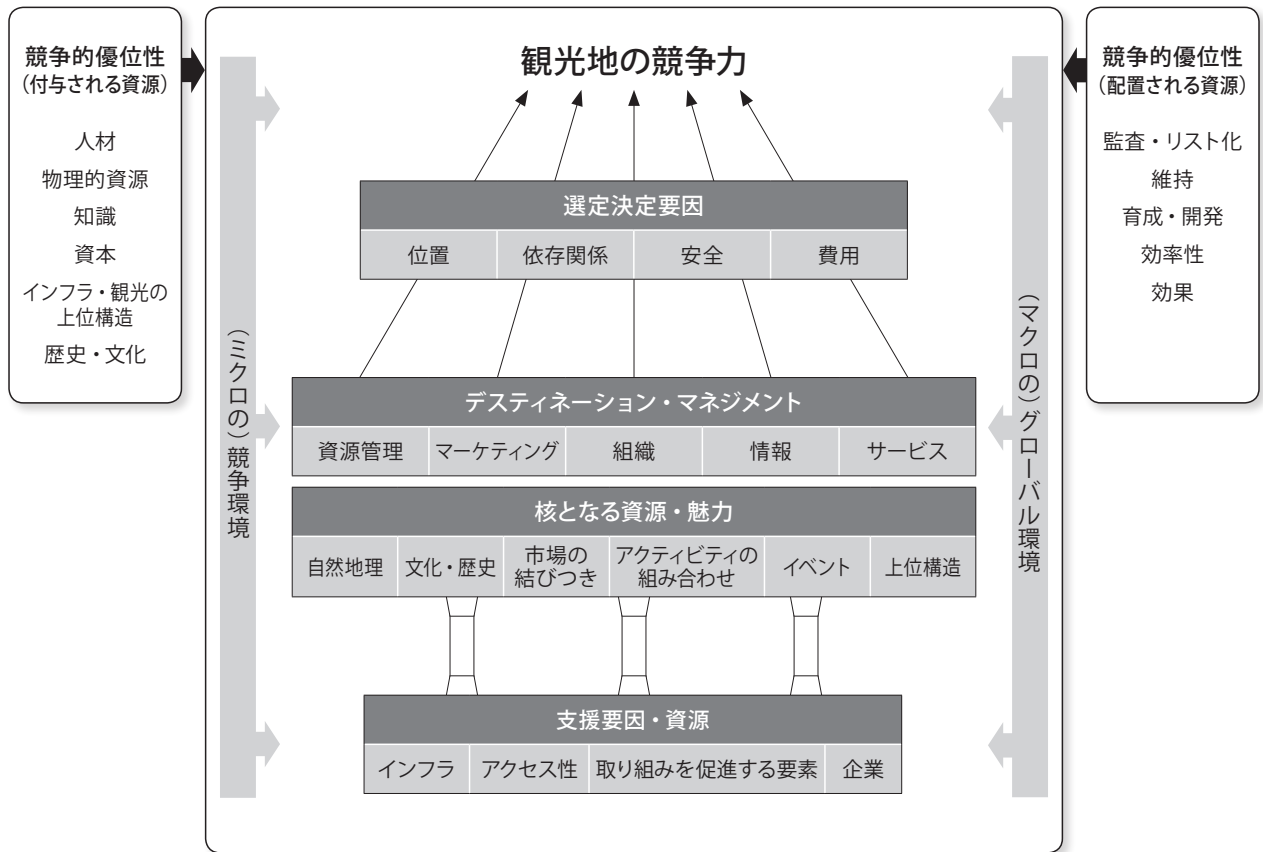 競争的優位性
（付与される資源）
人材
物理的資源
知識
資本
インフラ・観光の
上位構造
歴史・文化
（ミクロの）競争環境
観光地の競争力
選定決定要因
位置
依存関係
安全
費用
デスティネーション・マネジメント
資源管理
マーケティング
組織
情報
サービス
核となる資源・魅力
自然地理
文化・歴史
市場の
結びつき
アクティビティの
組み合わせ
イベント
上位構造
支援要因・資源
インフラ
アクセス性
取り組みを促進する要素
企業
（マクロの）グローバル環境
競争的優位性
（配置される資源）
監査・リスト化
維持
育成・開発
効率性
効果